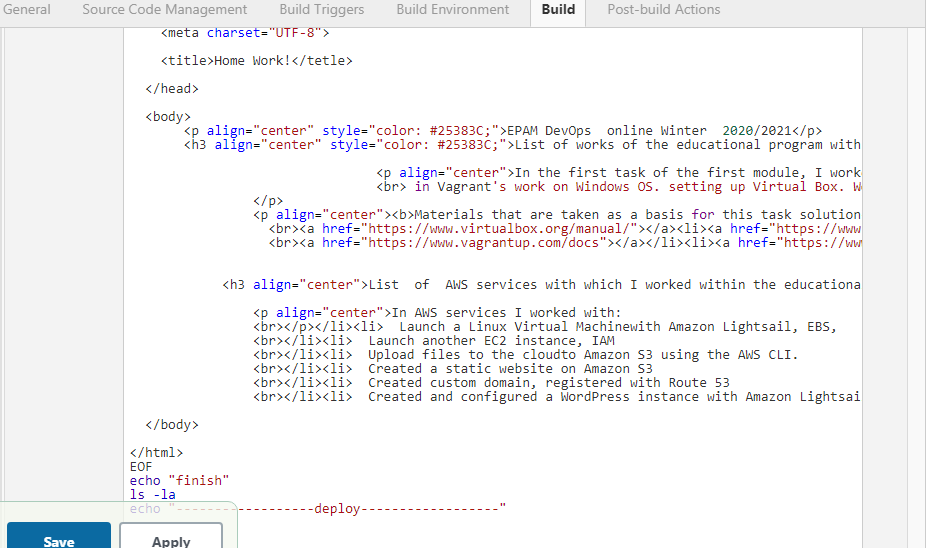 General Source Code Management Build Triggers Build Environment Build Post-build Actions
<meta charset="UTF-8">
<title>Home Work!</tetle>
</head>
<body>
<p align="center" style="color: #25383C;">EPAM DevOps  online Winter  2020/2021</p>
<h3 align="center" style="color: #25383C;">List of works of the educational program with
<p align="center">In the first task of the first module, I work
<br> in Vagrant's work on Windows OS. setting up Virtual Box. W
</p>
<p align="center"><b>Materials that are taken as a basis for this task solution
<br><a href="https://www.virtualbox.org/manual/"></a><li><a href="https://www
<br><a href="https://www.vagrantup.com/docs"></a></li><li><a href="https://ww
<h3 align="center">List  of  AWS services with which I worked within the educationa
<p align="center">In AWS services I worked with:
<br></p></li><li>  Launch a Linux Virtual Machinewith Amazon Lightsail, EBS,
<br></li><li>  Launch another EC2 instance, IAM
<br></li><li>  Upload files to the cloudto Amazon S3 using the AWS CLI.
<br></li><li>  Created a static website on Amazon S3
<br></li><li>  Created custom domain, registered with Route 53
<br></li><li>  Created and configured a WordPress instance with Amazon Lightsai
</body>
</html>
EOF
echo "finish"
ls -la
echo "------------------deploy------------------"
Save Apply